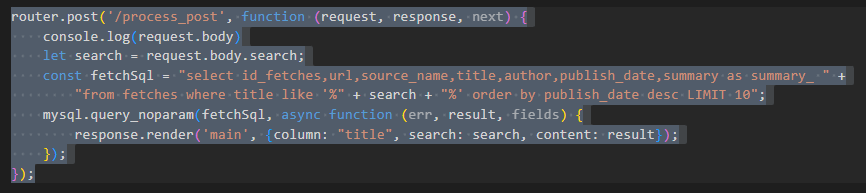 router.post('/process_post', function (request, response, next) {
    console.log(request.body)
    let search = request.body.search;
    const fetchSql = "select id_fetches,url,source_name,title,author,publish_date,summary as summary_ " +
        "from fetches where title like '%" + search + "%' order by publish_date desc LIMIT 10";
    mysql.query_noparam(fetchSql, async function (err, result, fields) {
        response.render('main', {column: "title", search: search, content: result});
    });
});